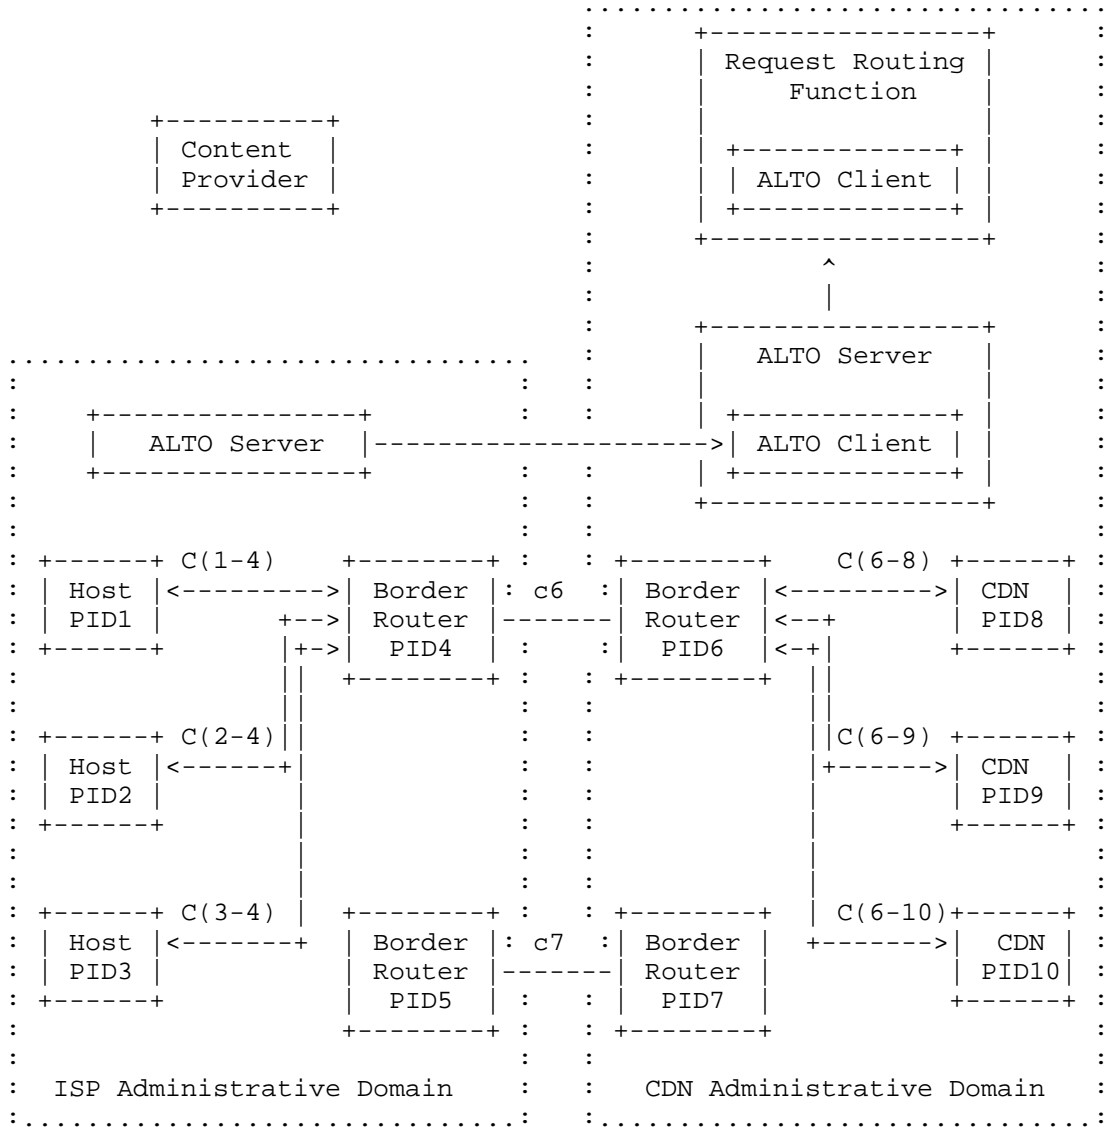 Request Routing
Function
Content
Provider
ALTO Client
ALTO Server
ALTO Server
ALTO Client
C(1-4)
C(6-8)
Host
PID1
Border
Router
PID4
c6
Border
Router
PID6
CDN
PID8
C(2-4)
C(6-9)
Host
PID2
CDN
PID9
C(3-4)
C(6-10)
Host
PID3
Border
Router
PID5
c7
Border
Router
PID7
CDN
PID10
ISP Administrative Domain
CDN Administrative Domain